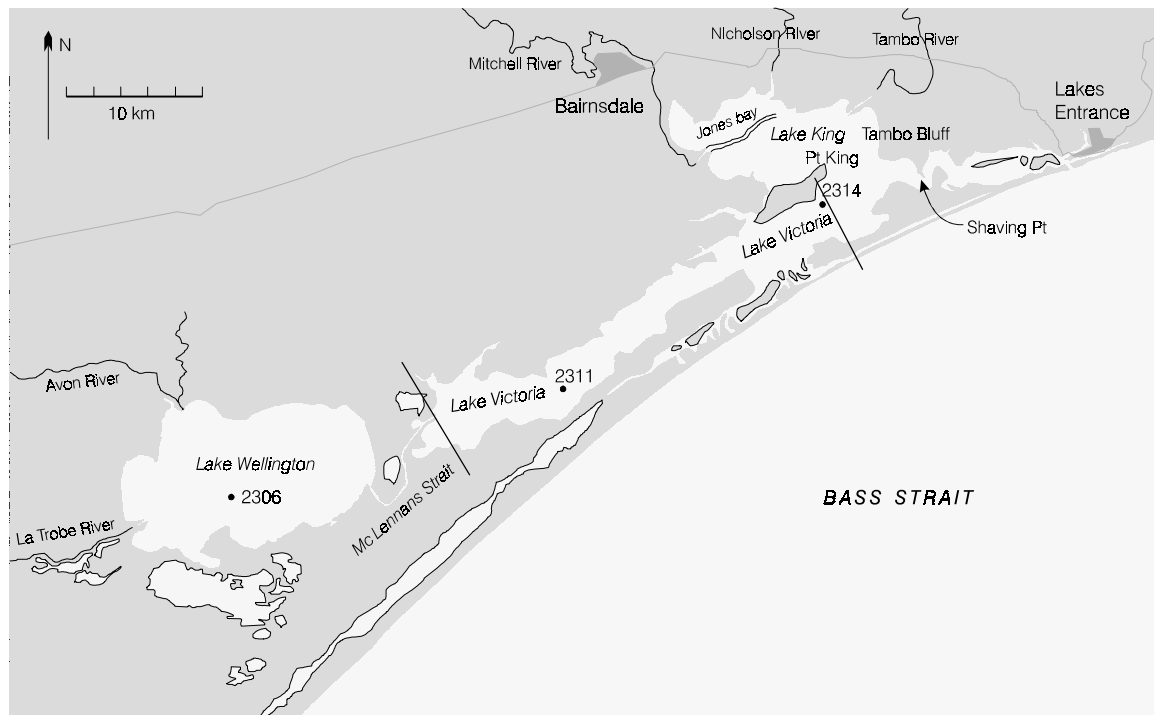 N
10 km
Mitchell River
Nicholson River
Tambo River
Bairnsdale
Lakes
Entrance
Jones bay
Lake King
Tambo Bluff
Pt King
2314
Lake Victoria
Shaving Pt
Avon River
Lake Victoria
2311
Lake Wellington
2306
Mc Lennans Strait
La Trobe River
BASS STRAIT